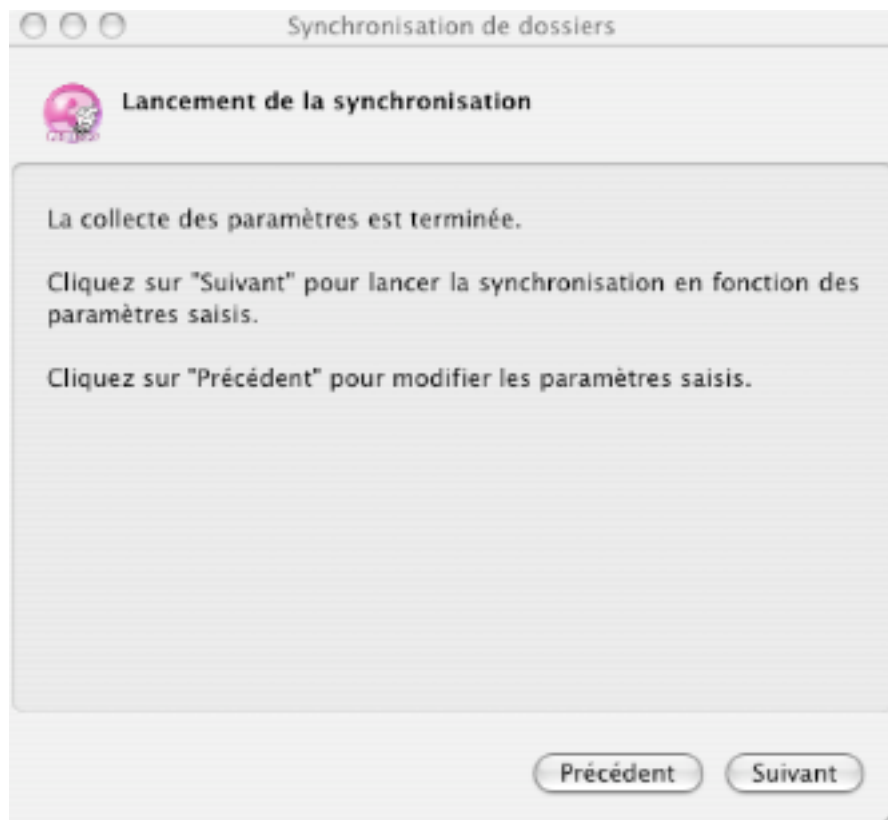 Synchronisation de dossiers
Lancement de la synchronisation
La collecte des paramètres est terminée.
Cliquez sur "Suivant" pour lancer la synchronisation en fonction des
paramètres saisis.
Cliquez sur "Précédent" pour modifier les paramètres saisis.
Précédent
Suivant